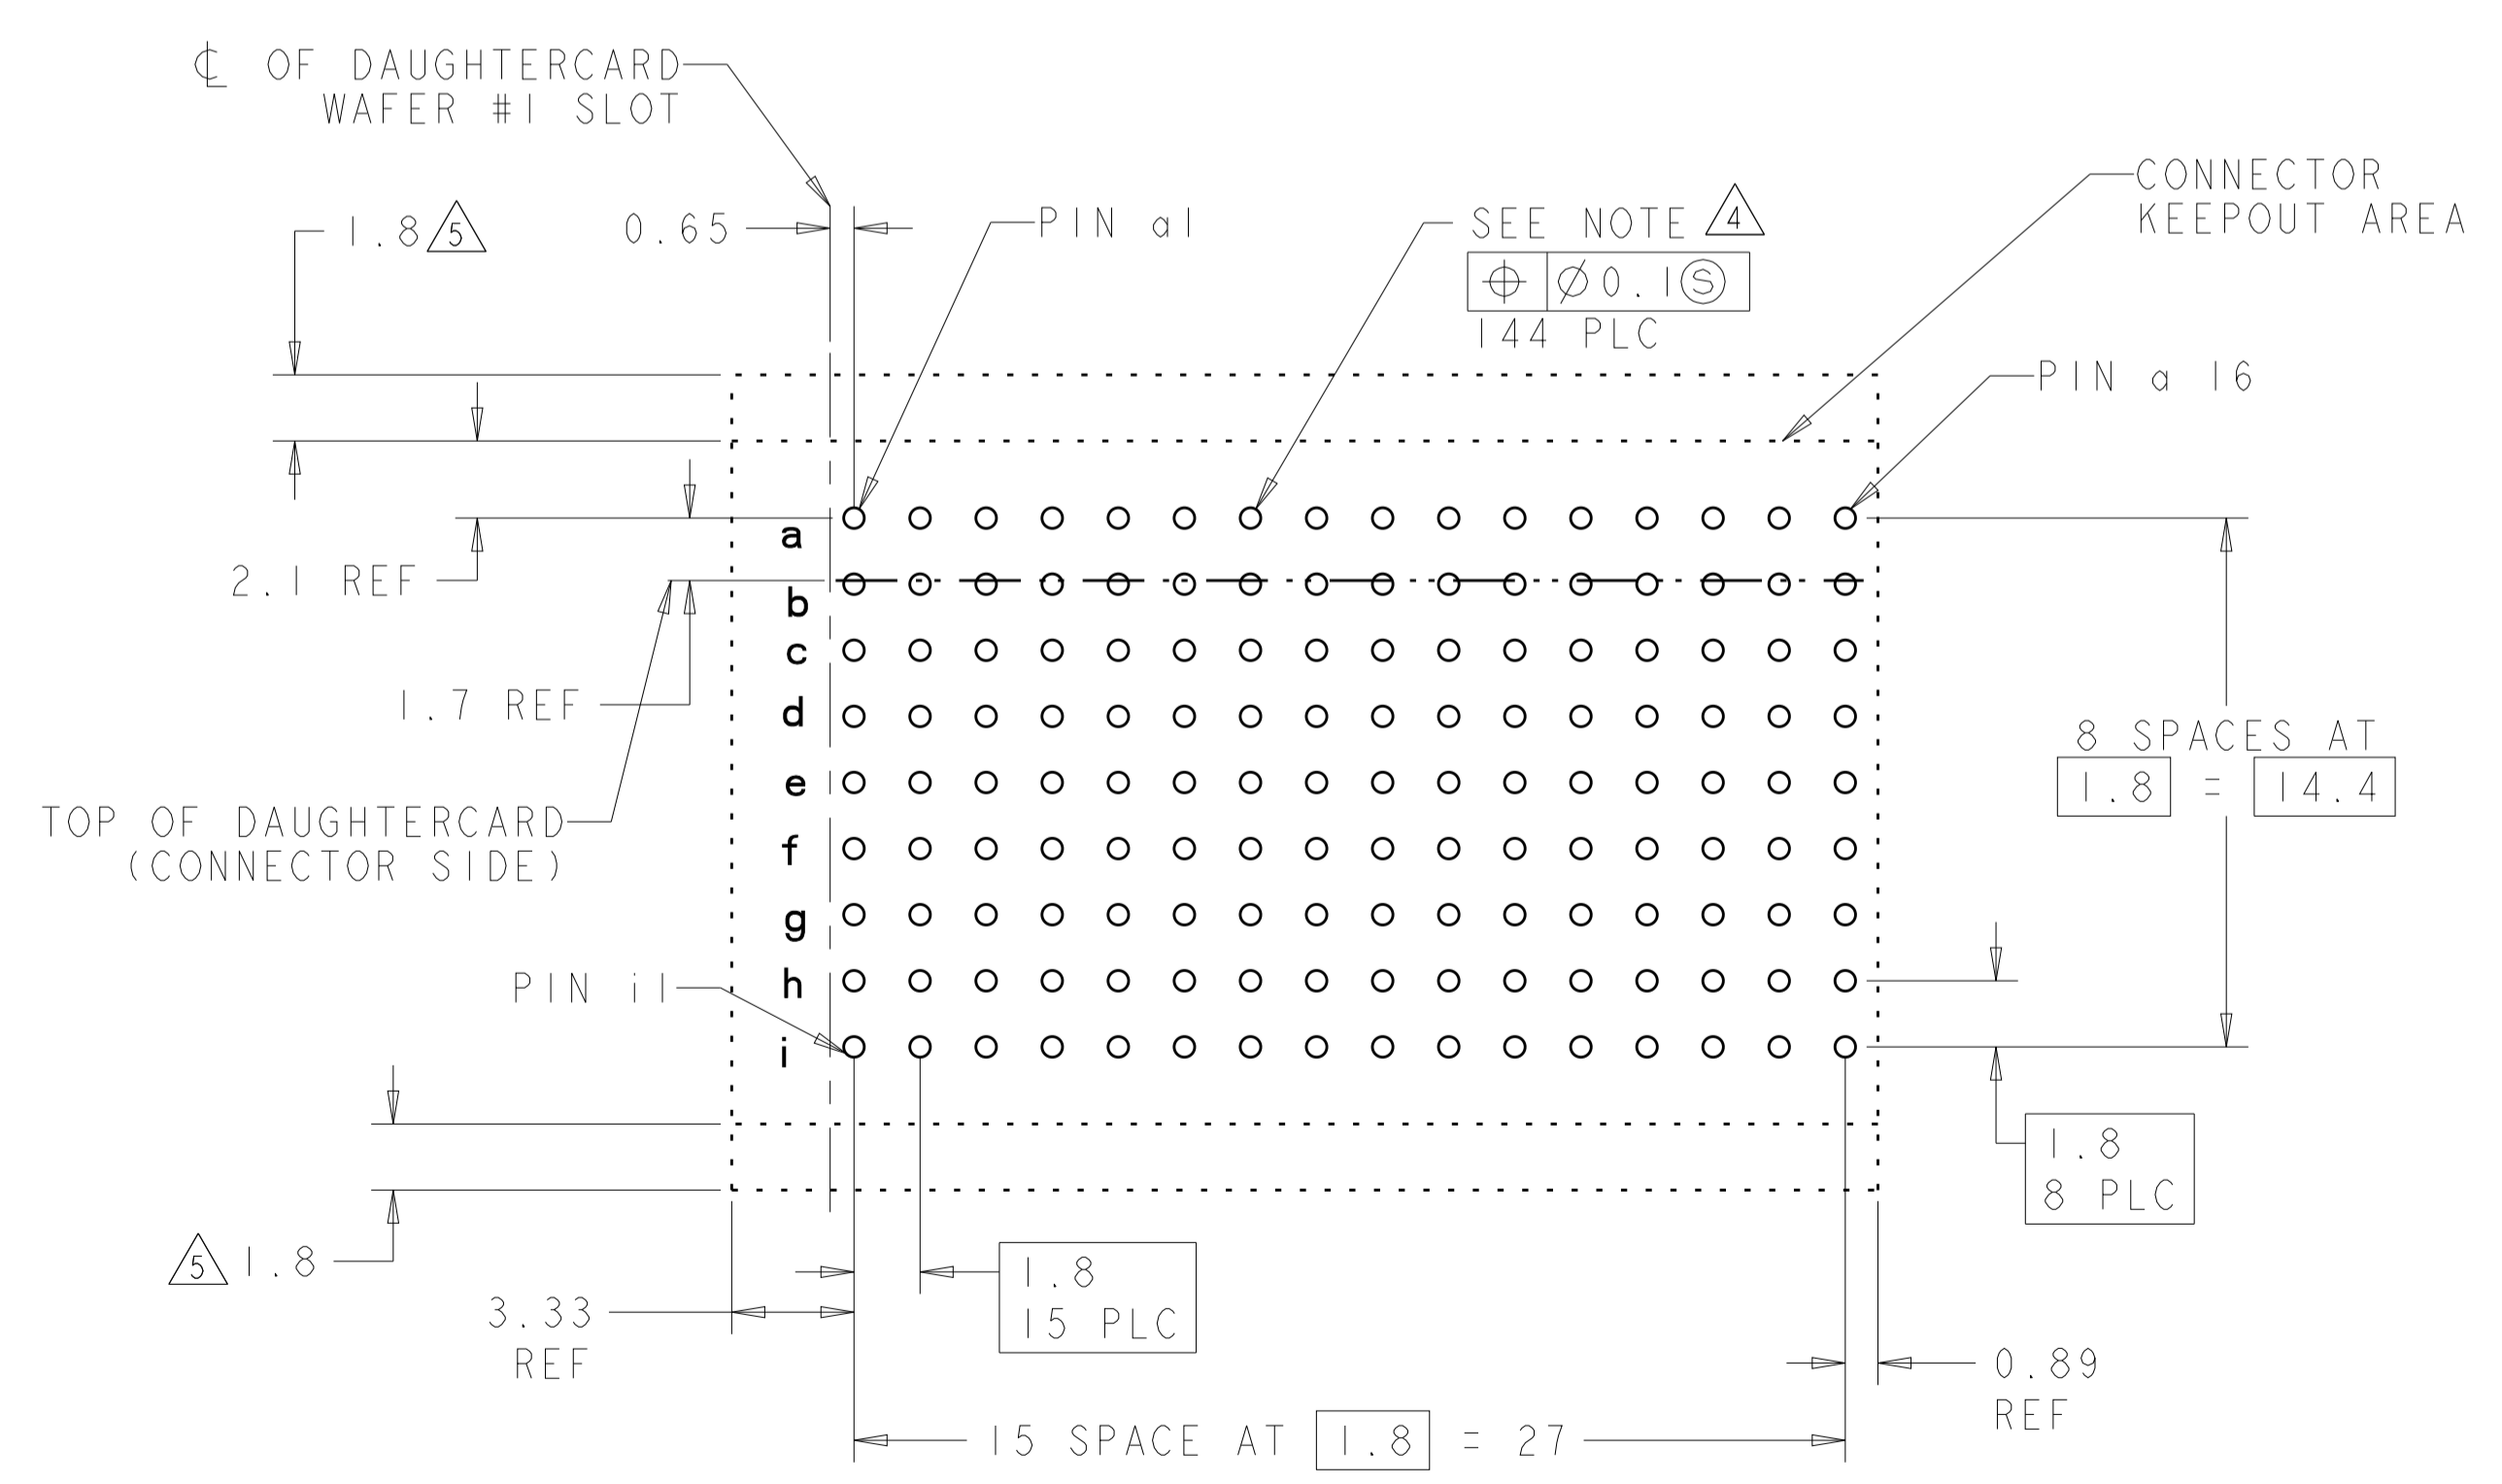 ℄ OF DAUGHTERCARD
WAFER #1 SLOT
CONNECTOR
KEEPOUT AREA
1.8 5
0.65
PIN a1
SEE NOTE 4
⌖ ⌀0.1Ⓢ
144 PLC
PIN a 16
a
2.1 REF
b
c
1.7 REF
d
8 SPACES AT
1.8 = 14.4
e
TOP OF DAUGHTERCARD
(CONNECTOR SIDE)
f
g
PIN i1
h
i
1.8
8 PLC
5 1.8
1.8
15 PLC
3.33
REF
0.89
REF
15 SPACE AT 1.8 = 27